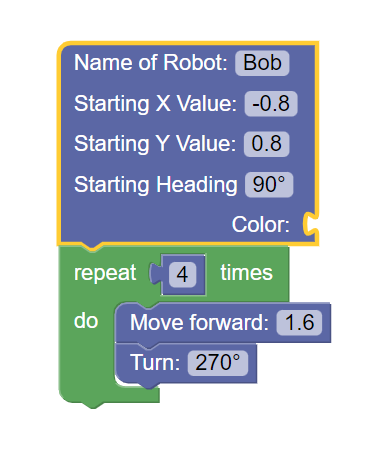 Name of Robot: Bob
Starting X Value: -0.8
Starting Y Value: 0.8
Starting Heading 90°
Color:
repeat 4 times
do Move forward: 1.6
Turn: 270°